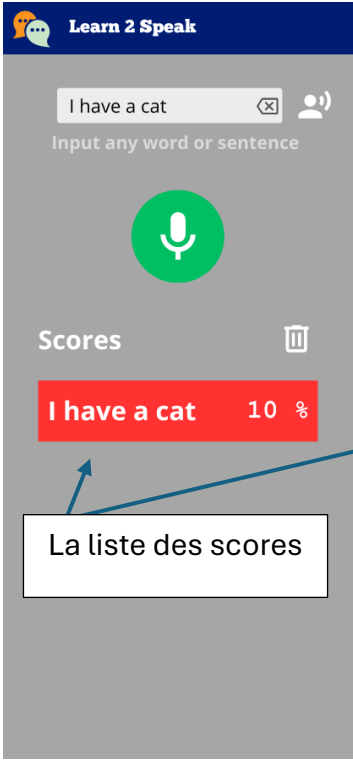 Learn 2 Speak
I have a cat
Input any word or sentence
Scores
I have a cat 10 %
La liste des scores